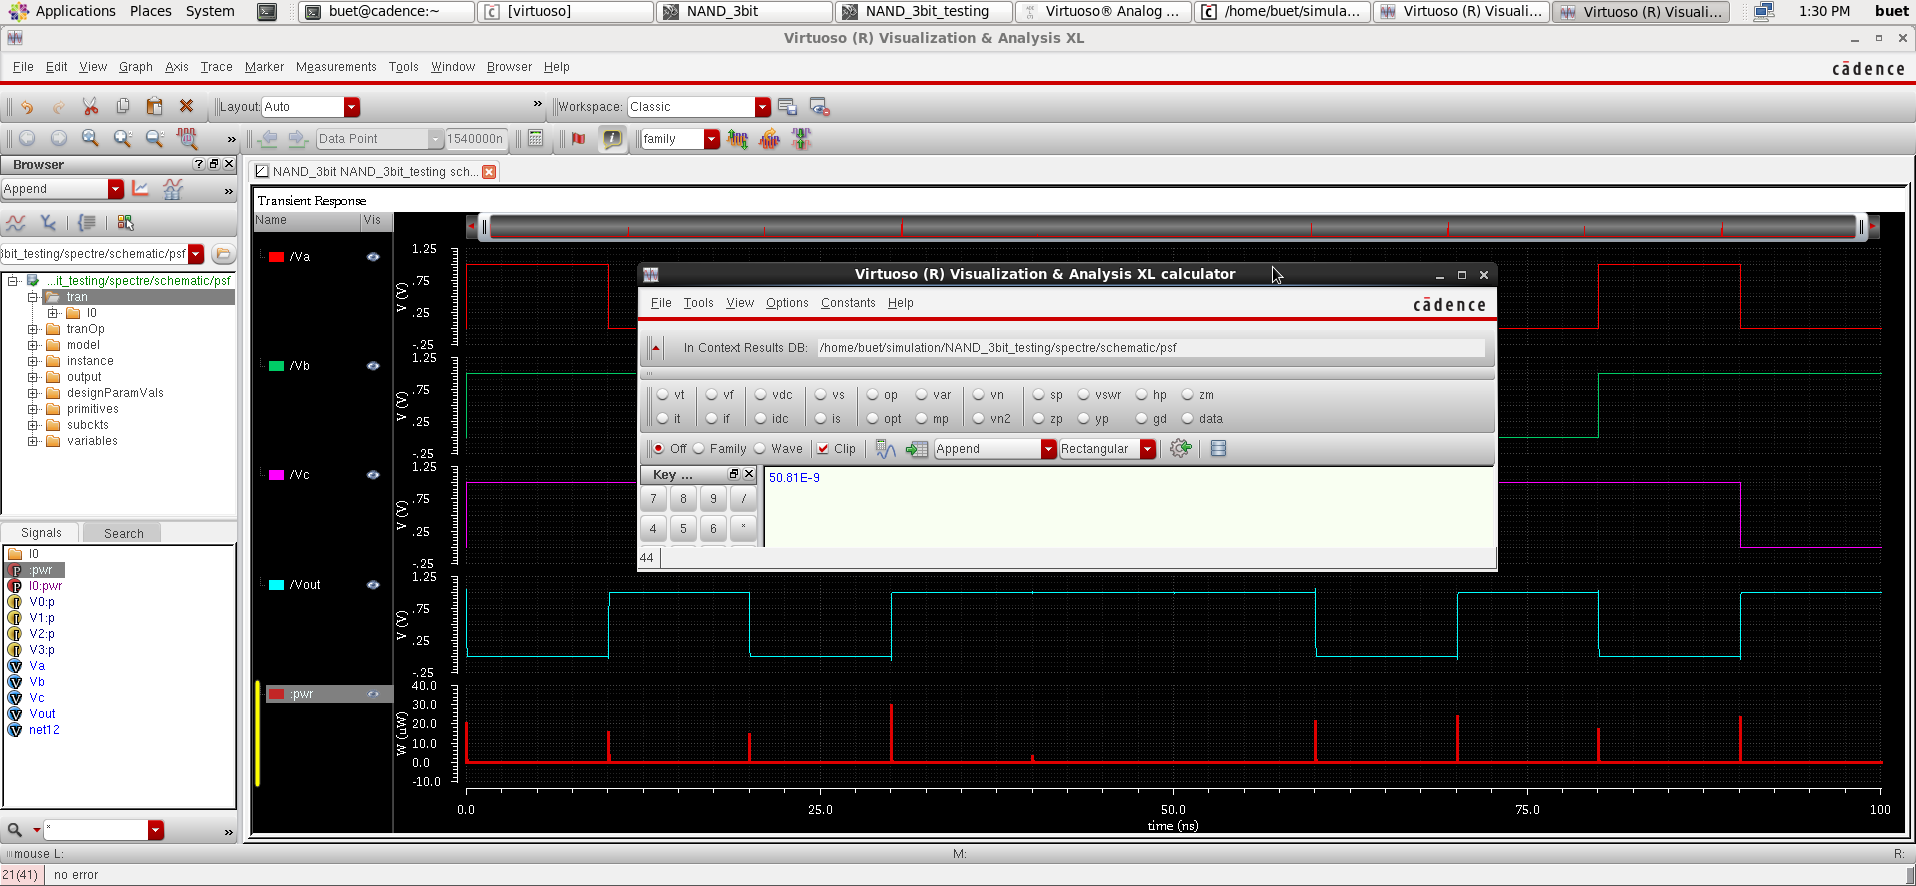 Applications Places System buet@cadence:~ [virtuoso] NAND_3bit NAND_3bit_testing Virtuoso® Analog ... /home/buet/simula... Virtuoso (R) Visuali... Virtuoso (R) Visuali... 1:30 PM buet
Virtuoso (R) Visualization & Analysis XL
File Edit View Graph Axis Trace Marker Measurements Tools Window Browser Help
cādence
Layout: Auto » Workspace: Classic
» Data Point 1540000n family
Browser
Append »
3bit_testing/spectre/schematic/psf
...it_testing/spectre/schematic/psf
tran
I0
tranOp
model
instance
output
designParamVals
primitives
subckts
variables
Signals Search
I0
:pwr
I0:pwr
V0:p
V1:p
V2:p
V3:p
Va
Vb
Vc
Vout
net12
* »
NAND_3bit NAND_3bit_testing sch...
Transient Response
Name Vis
/Va
/Vb
/Vc
/Vout
:pwr
1.25
.75
.25
-.25
V (V)
1.25
.75
.25
-.25
V (V)
1.25
.75
.25
-.25
V (V)
1.25
.75
.25
-.25
V (V)
40.0
30.0
20.0
10.0
0.0
-10.0
W (uW)
0.0 25.0 50.0 75.0 100
time (ns)
Virtuoso (R) Visualization & Analysis XL calculator
File Tools View Options Constants Help
cādence
In Context Results DB: /home/buet/simulation/NAND_3bit_testing/spectre/schematic/psf
vt vf vdc vs op var vn sp vswr hp zm
it if idc is opt mp vn2 zp yp gd data
Off Family Wave Clip Append Rectangular
Key ...
7 8 9 /
4 5 6 *
50.81E-9
44
mouse L: M: R:
21(41) no error